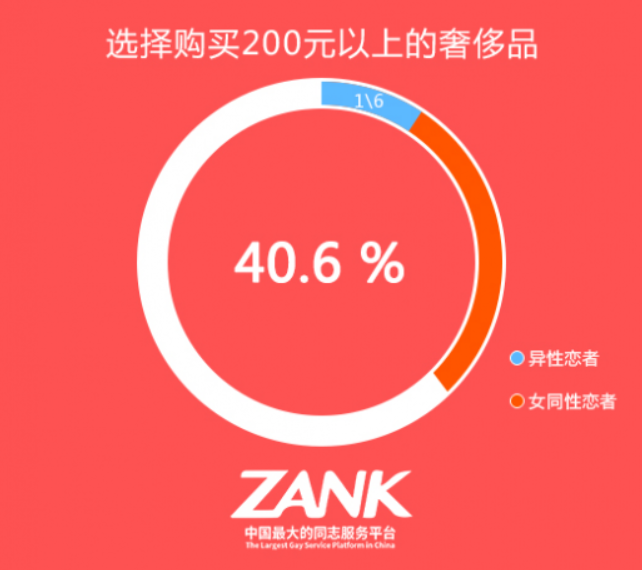 选择购买200元以上的奢侈品
1\6
40.6 %
异性恋者
女同性恋者
ZANK
中国最大的同志服务平台
The Largest Gay Service Platform in China